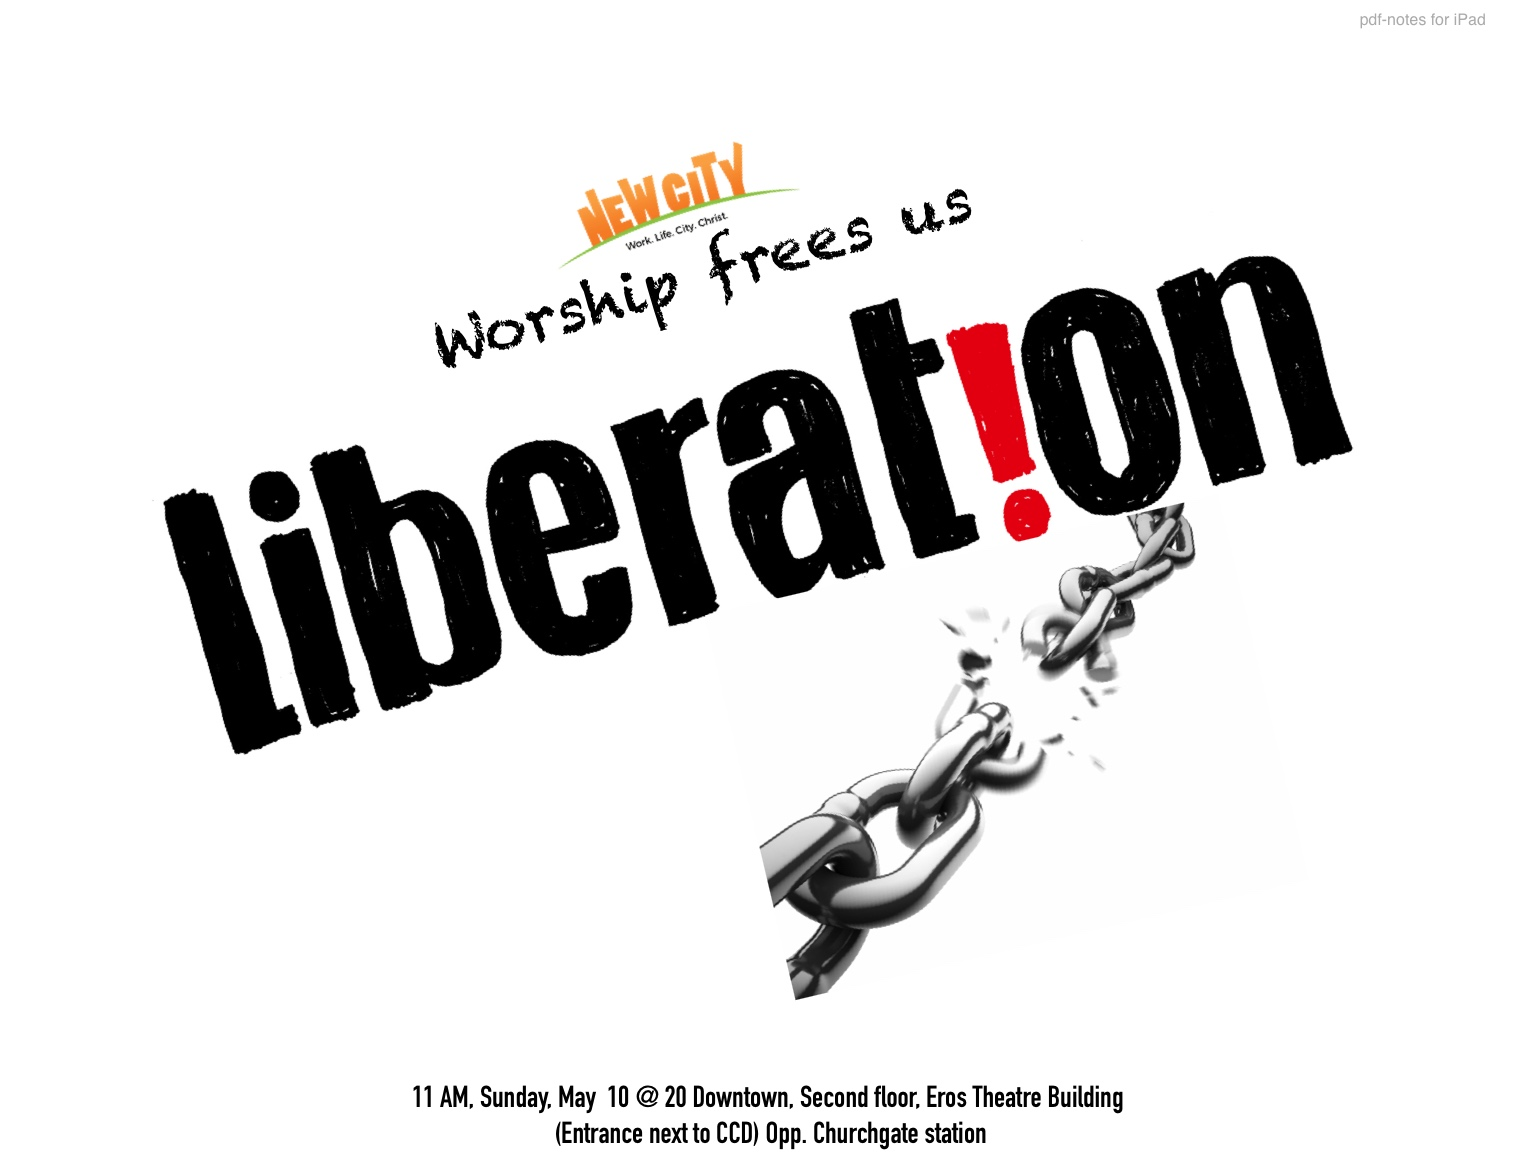 pdf-notes for iPad
NEW CiTY
Work. Life. City. Christ.
Worship frees us
liberat!on
11 AM, Sunday, May 10 @ 20 Downtown, Second floor, Eros Theatre Building
(Entrance next to CCD) Opp. Churchgate station